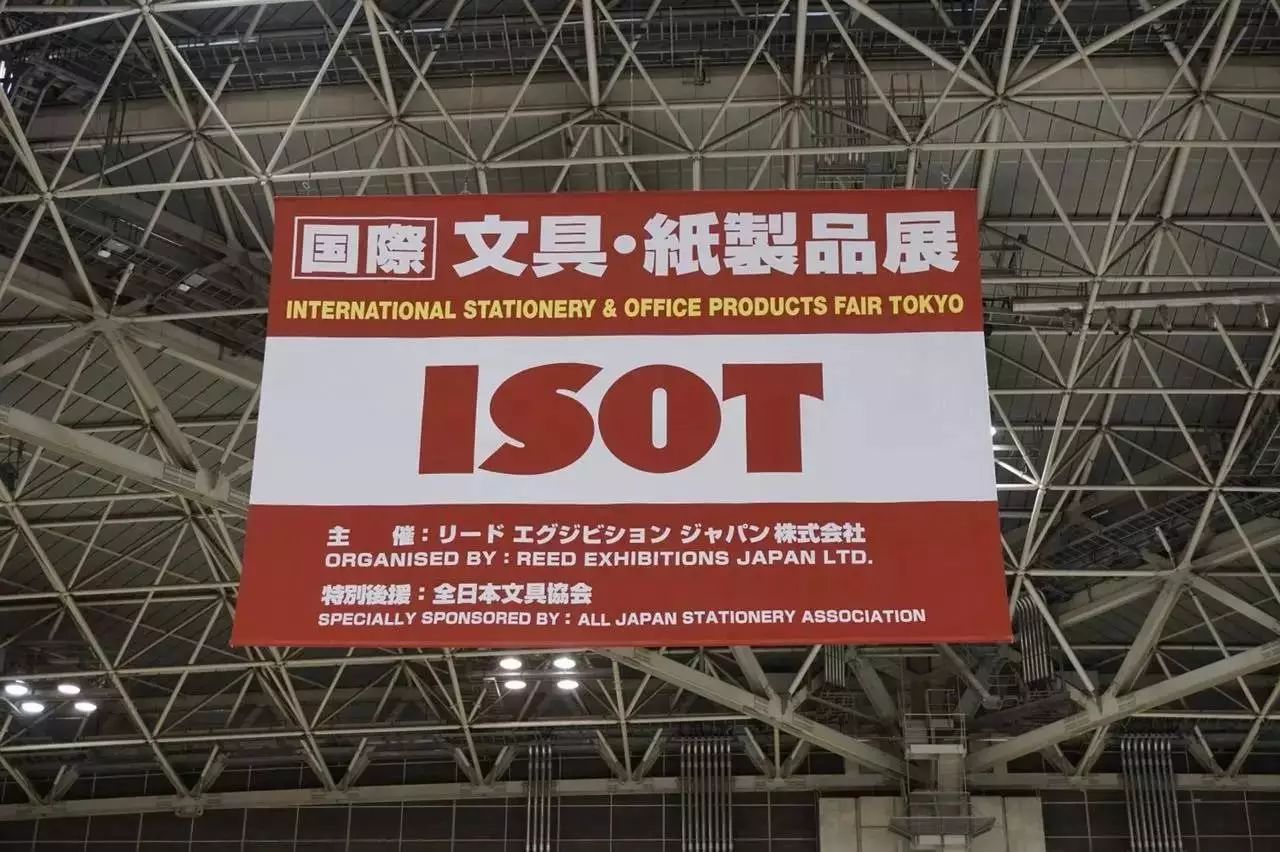 国際 文具・紙製品展
INTERNATIONAL STATIONERY & OFFICE PRODUCTS FAIR TOKYO
ISOT
主 催：リード エグジビション ジャパン株式会社
ORGANISED BY : REED EXHIBITIONS JAPAN LTD.
特別後援：全日本文具協会
SPECIALLY SPONSORED BY : ALL JAPAN STATIONERY ASSOCIATION